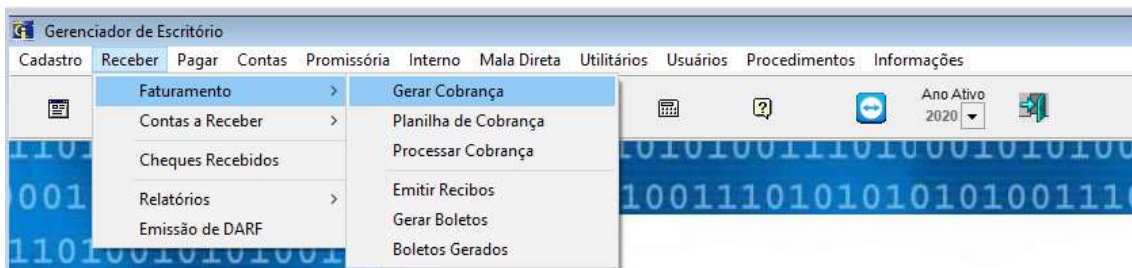 Gerenciador de Escritório
Cadastro Receber Pagar Contas Promissória Interno Mala Direta Utilitários Usuários Procedimentos Informações
Ano Ativo
2020
Faturamento >
Contas a Receber >
Cheques Recebidos
Relatórios >
Emissão de DARF
Gerar Cobrança
Planilha de Cobrança
Processar Cobrança
Emitir Recibos
Gerar Boletos
Boletos Gerados